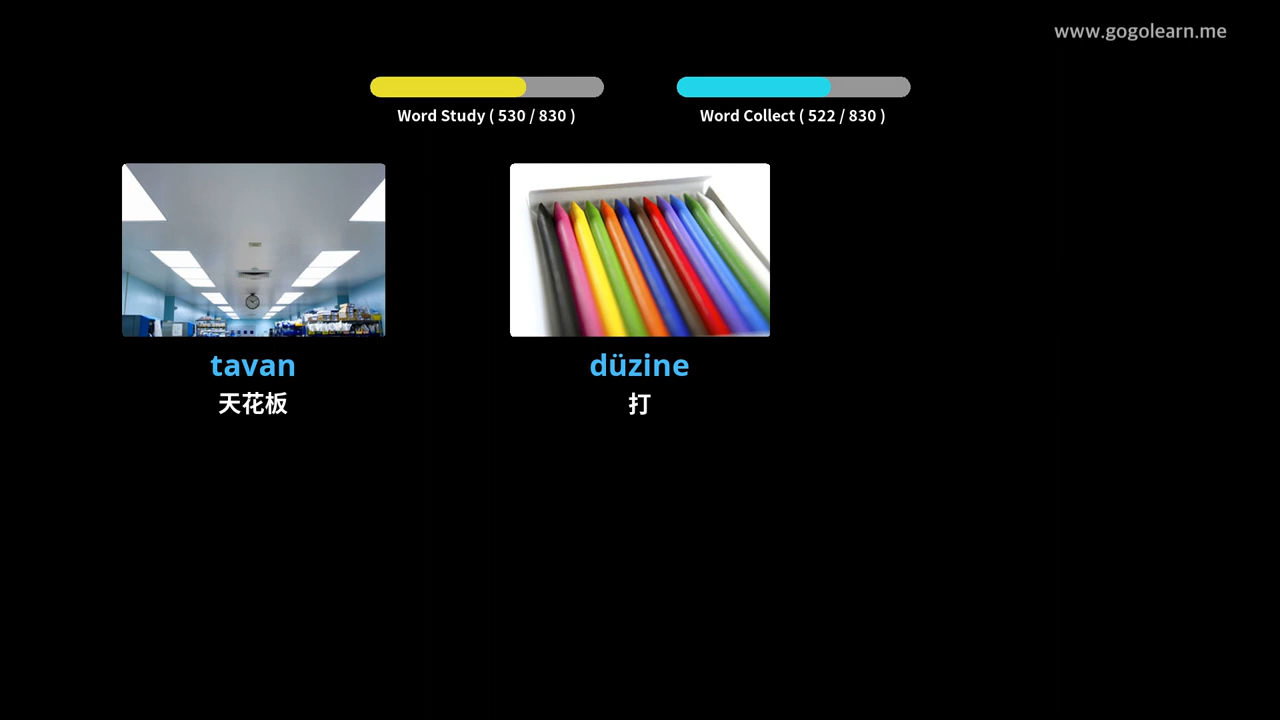 www.gogolearn.me
Word Study ( 530 / 830 )
Word Collect ( 522 / 830 )
tavan
天花板
düzine
打